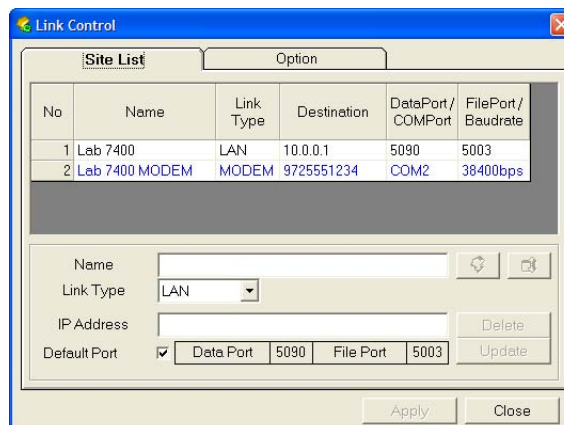 Link Control
Site List Option
No Name Link Type Destination DataPort/ COMPort FilePort/ Baudrate
1 Lab 7400 LAN 10.0.0.1 5090 5003
2 Lab 7400 MODEM MODEM 9725551234 COM2 38400bps
Name
Link Type LAN
IP Address Delete
Default Port Data Port 5090 File Port 5003 Update
Apply Close